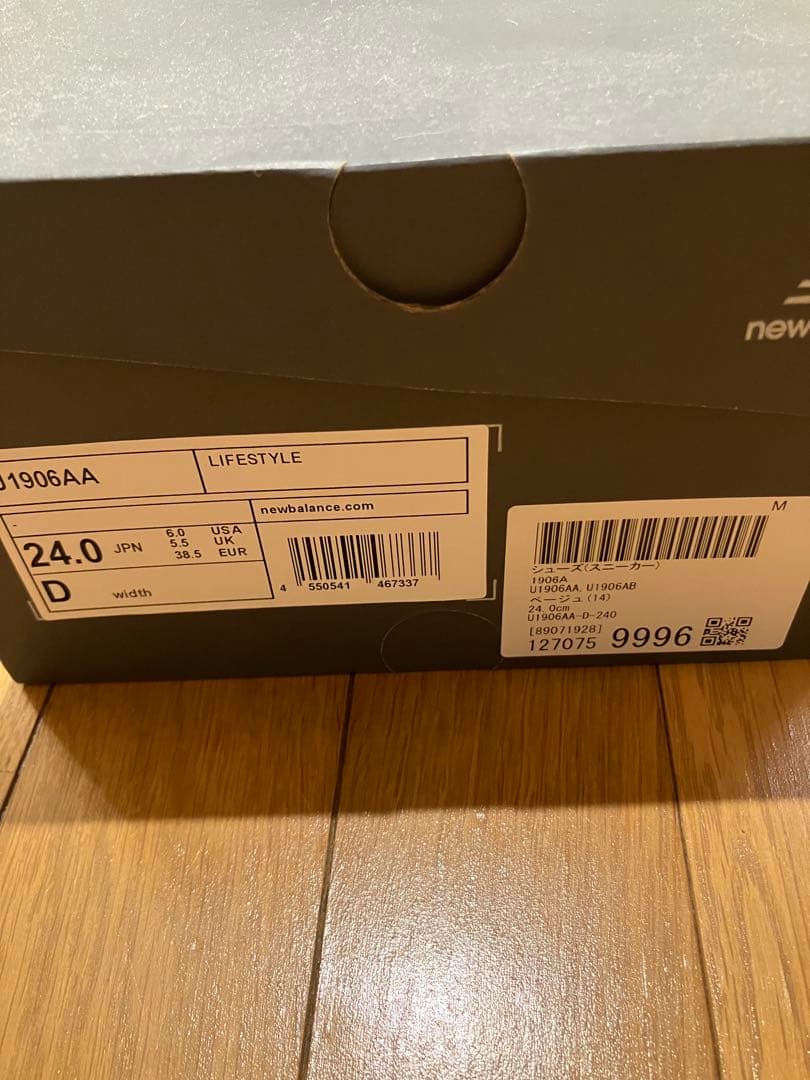 new
U1906AA
LIFESTYLE
newbalance.com
24.0 JPN
6.0 USA
5.5 UK
38.5 EUR
D width
4 550541 467337
M
シューズ(スニーカー)
1906A
U1906AA, U1906AB
ベージュ(14)
24.0cm
U1906AA-D-240
[89071928]
127075 9996